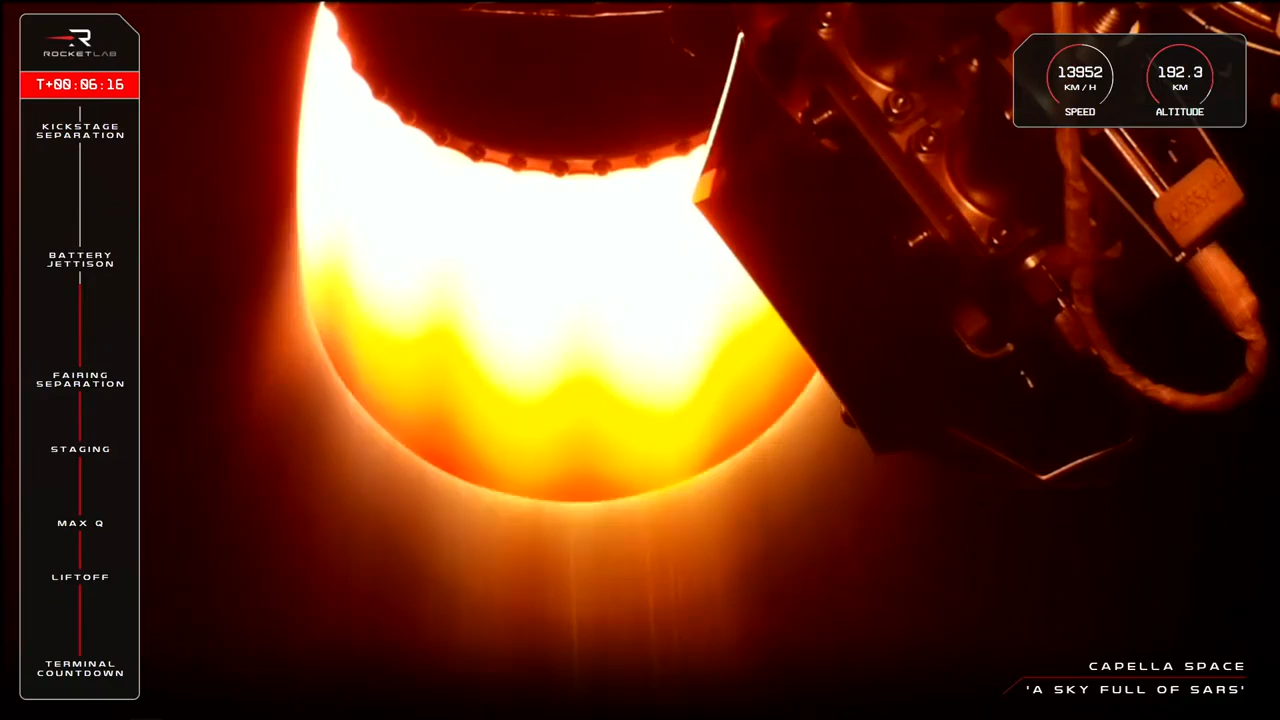 ROCKETLAB
T+00:06:16
KICKSTAGE
SEPARATION
BATTERY
JETTISON
FAIRING
SEPARATION
STAGING
MAX Q
LIFTOFF
TERMINAL
COUNTDOWN
13952
KM/H
SPEED
192.3
KM
ALTITUDE
CAPELLA SPACE
'A SKY FULL OF SARS'